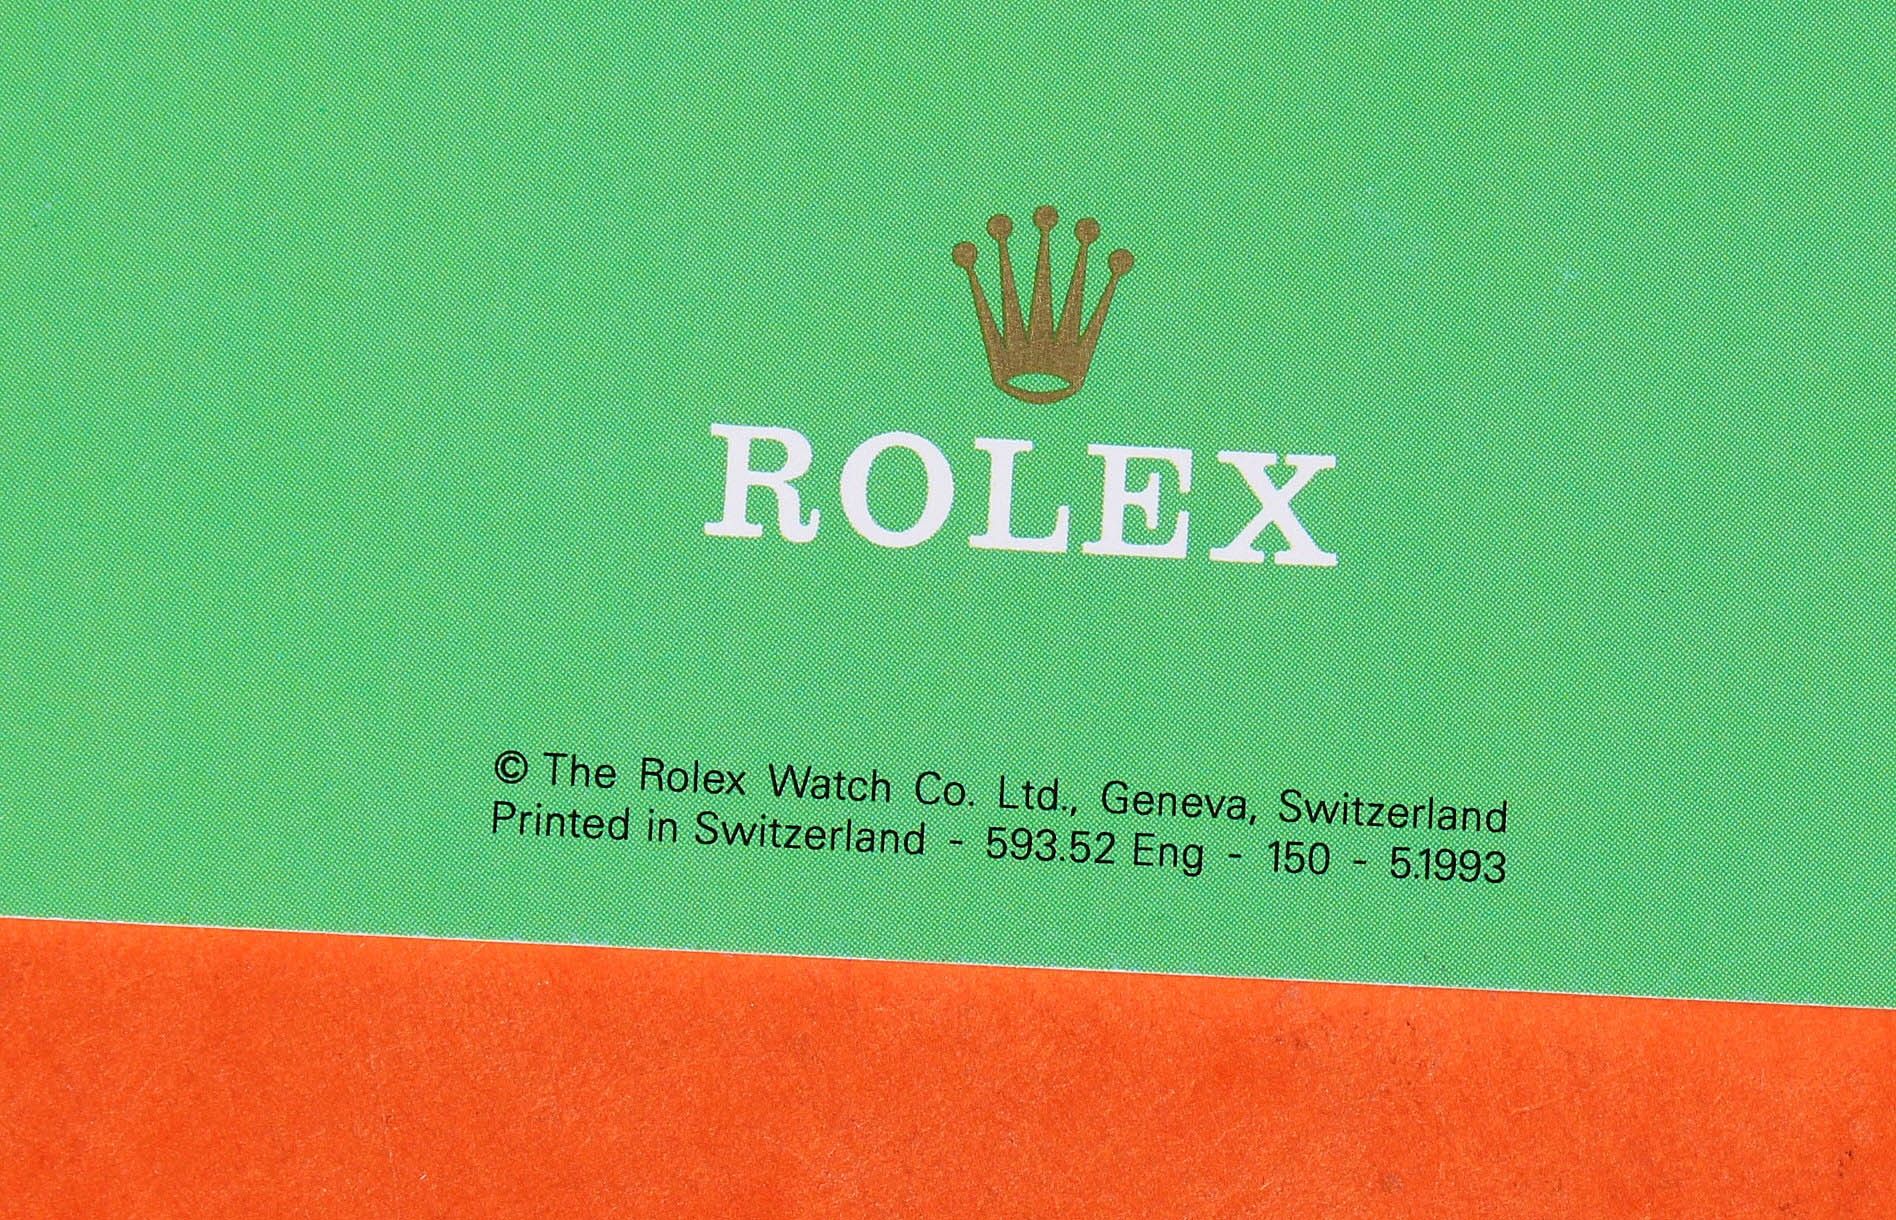 ROLEX
© The Rolex Watch Co. Ltd., Geneva, Switzerland
Printed in Switzerland - 593.52 Eng - 150 - 5.1993